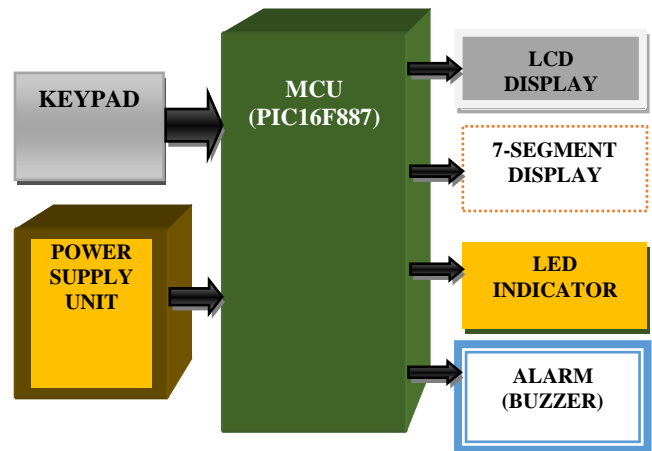 KEYPAD
POWER
SUPPLY
UNIT
MCU
(PIC16F887)
LCD
DISPLAY
7-SEGMENT
DISPLAY
LED
INDICATOR
ALARM
(BUZZER)